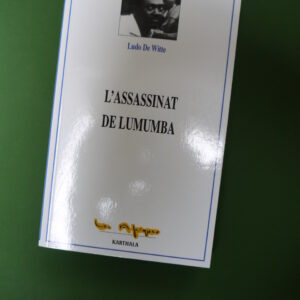 Ludo De Witte
L'ASSASSINAT
DE LUMUMBA
Les Afriques
KARTHALA